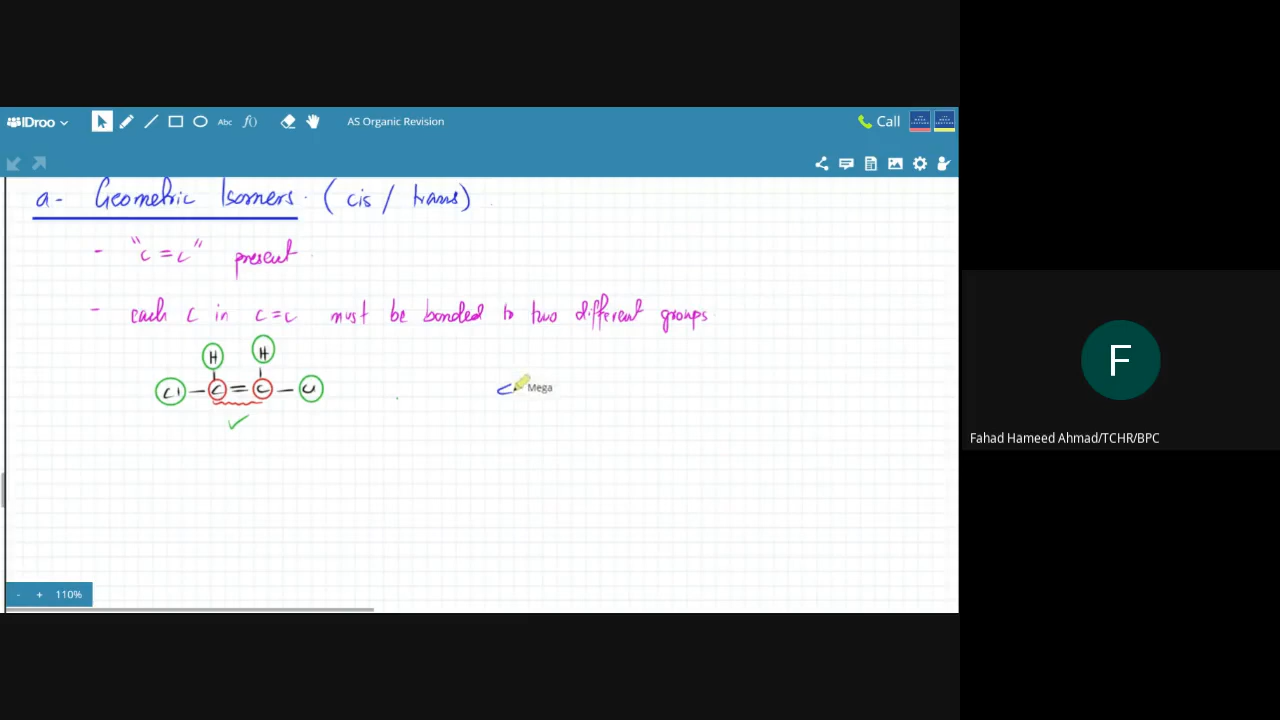 IDroo
Abc
f()
AS Organic Revision
Call
a- Geometric Isomers. (cis / trans)
- "C = C" present
- each C in C=C must be bonded to two different groups
H H
Cl - C = C - Cl
✓
Mega
F
Fahad Hameed Ahmad/TCHR/BPC
- + 110%